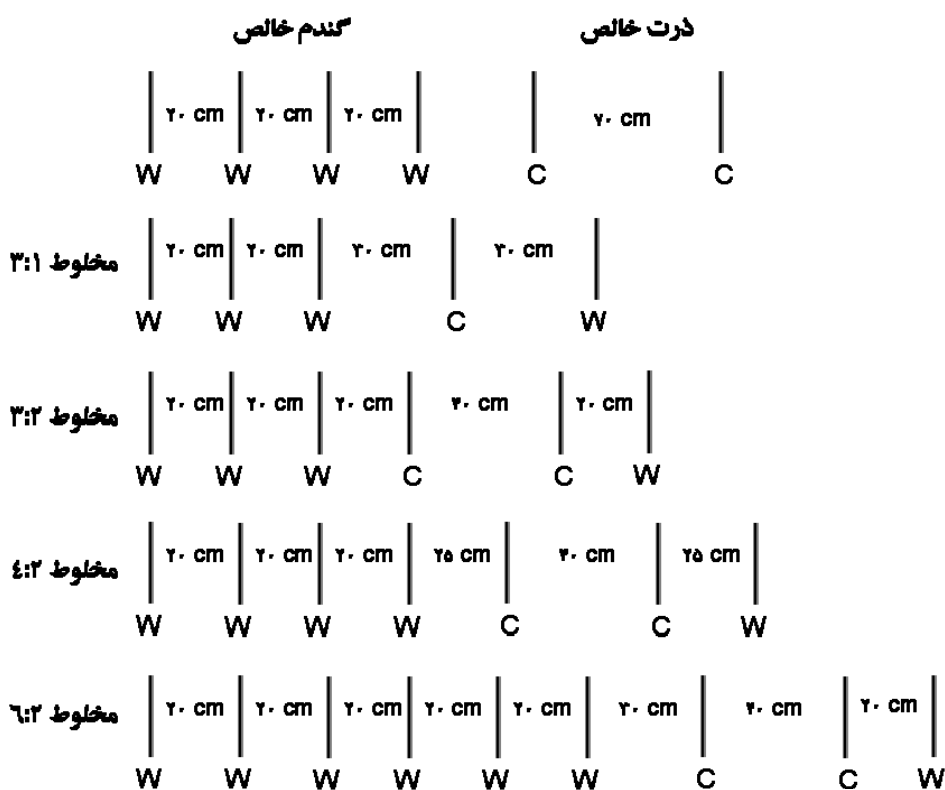 گندم خالص ذرت خالص
۲۰ cm ۲۰ cm ۲۰ cm ۷۰ cm
W W W W C C
مخلوط ۳:۱ ۲۰ cm ۲۰ cm ۳۰ cm ۳۰ cm
W W W C W
مخلوط ۳:۲ ۲۰ cm ۲۰ cm ۲۰ cm ۴۰ cm ۲۰ cm
W W W C C W
مخلوط ٤:۲ ۲۰ cm ۲۰ cm ۲۰ cm ۲۵ cm ۴۰ cm ۲۵ cm
W W W W C C W
مخلوط ٦:۲ ۲۰ cm ۲۰ cm ۲۰ cm ۲۰ cm ۲۰ cm ۳۰ cm ۴۰ cm ۲۰ cm
W W W W W W C C W